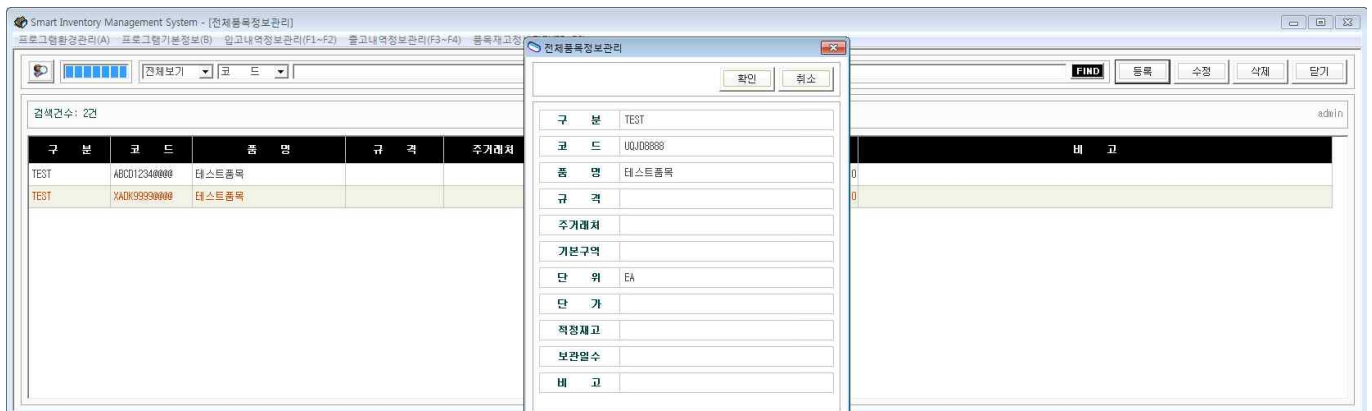 Smart Inventory Management System - [전체품목정보관리]
프로그램환경관리(A) 프로그램기본정보(B) 입고내역정보관리(F1~F2) 출고내역정보관리(F3~F4) 품목재고정
전체보기 코 드 FIND 등록 수정 삭제 닫기
검색건수: 2건 admin
구 분 코 드 품 명 규 격 주거래처 비 고
TEST ABCD1234@@@@ 테스트품목 0
TEST XADK9999@@@@ 테스트품목 0
전체품목정보관리
확인 취소
구 분 TEST
코 드 UQJD8888
품 명 테스트품목
규 격
주거래처
기본구역
단 위 EA
단 가
적정재고
보관일수
비 고